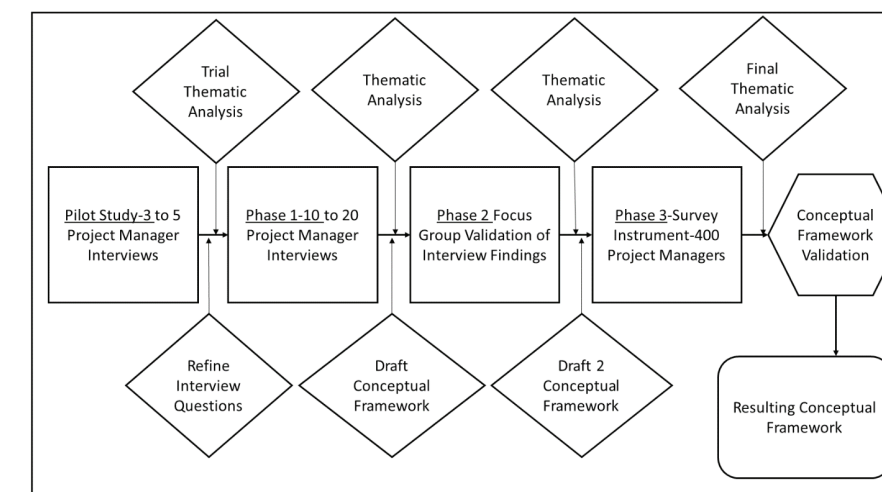 Trial
Thematic
Analysis
Thematic
Analysis
Thematic
Analysis
Final
Thematic
Analysis
Pilot Study-3 to 5
Project Manager
Interviews
Phase 1-10 to 20
Project Manager
Interviews
Phase 2 Focus
Group Validation of
Interview Findings
Phase 3-Survey
Instrument-400
Project Managers
Conceptual
Framework
Validation
Refine
Interview
Questions
Draft
Conceptual
Framework
Draft 2
Conceptual
Framework
Resulting Conceptual
Framework